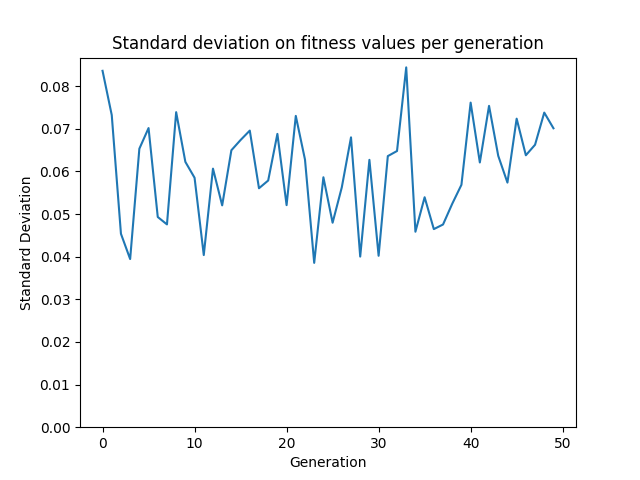 Standard deviation on fitness values per generation
Standard Deviation
0.08
0.07
0.06
0.05
0.04
0.03
0.02
0.01
0.00
0 10 20 30 40 50
Generation